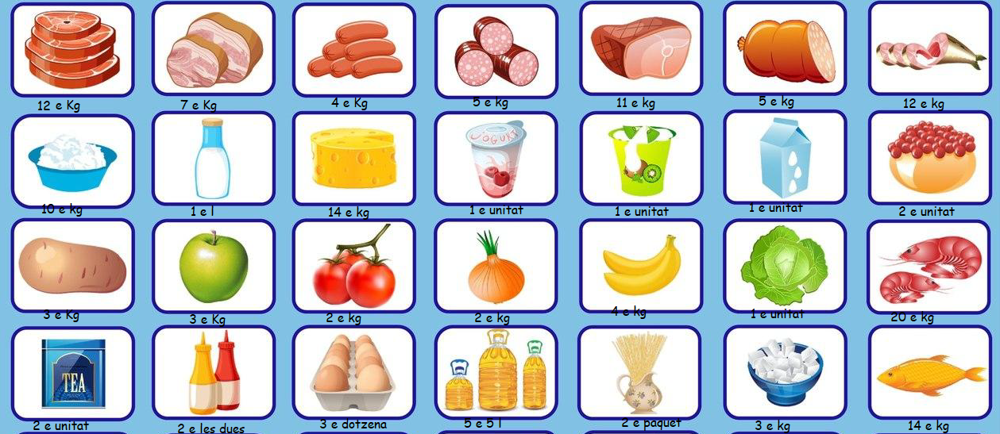 12 e Kg
7 e Kg
4 e Kg
5 e kg
11 e kg
5 e kg
12 e kg
JOGURT
10 e kg
1 e l
14 e kg
1 e unitat
1 e unitat
1 e unitat
2 e unitat
3 e Kg
3 e Kg
2 e kg
2 e kg
4 e kg
1 e unitat
20 e kg
TEA
2 e unitat
2 e les dues
3 e dotzena
5 e 5 l
2 e paquet
3 e kg
14 e kg